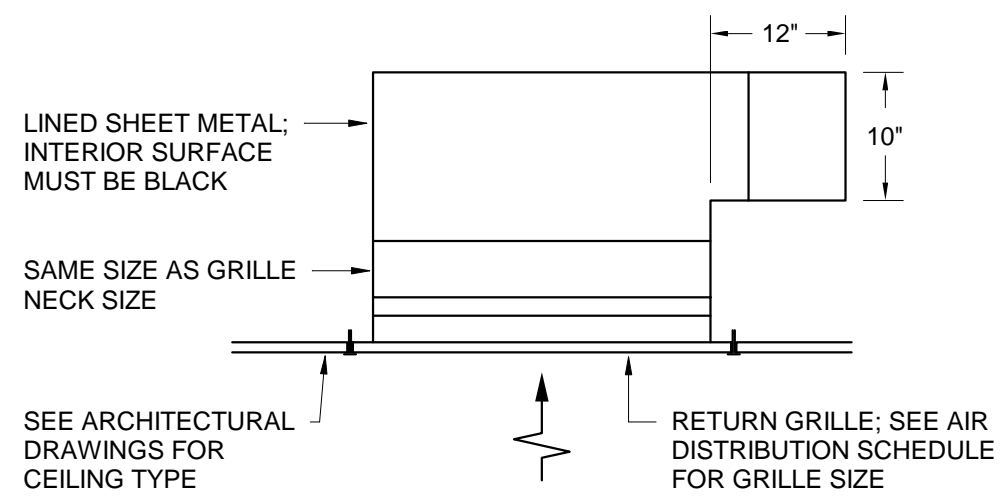 12"
LINED SHEET METAL;
INTERIOR SURFACE
MUST BE BLACK
10"
SAME SIZE AS GRILLE
NECK SIZE
SEE ARCHITECTURAL
DRAWINGS FOR
CEILING TYPE
RETURN GRILLE; SEE AIR
DISTRIBUTION SCHEDULE
FOR GRILLE SIZE